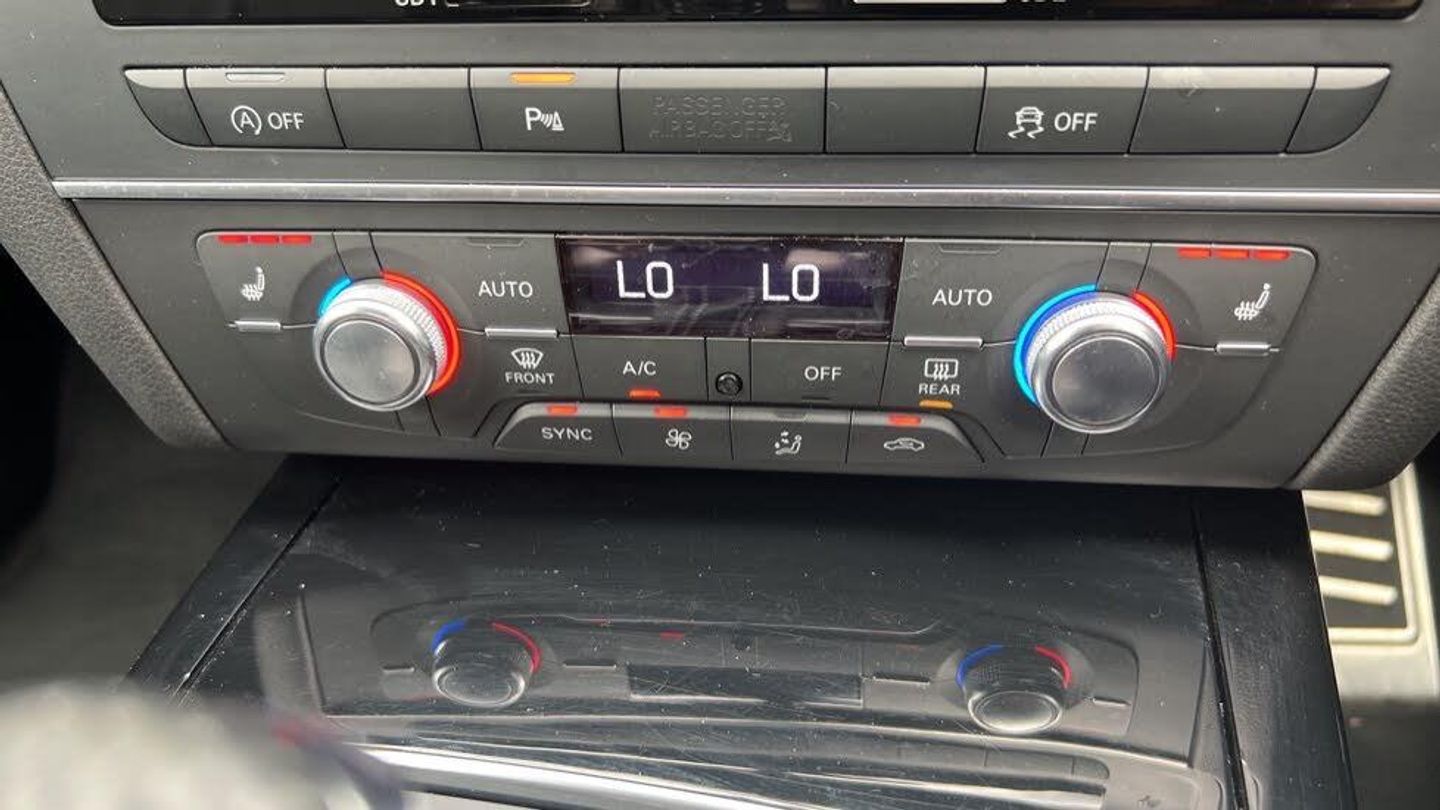 OFF
P
PASSENGER
AIRBAG OFF
OFF
AUTO
LO LO
AUTO
FRONT
A/C
OFF
REAR
SYNC